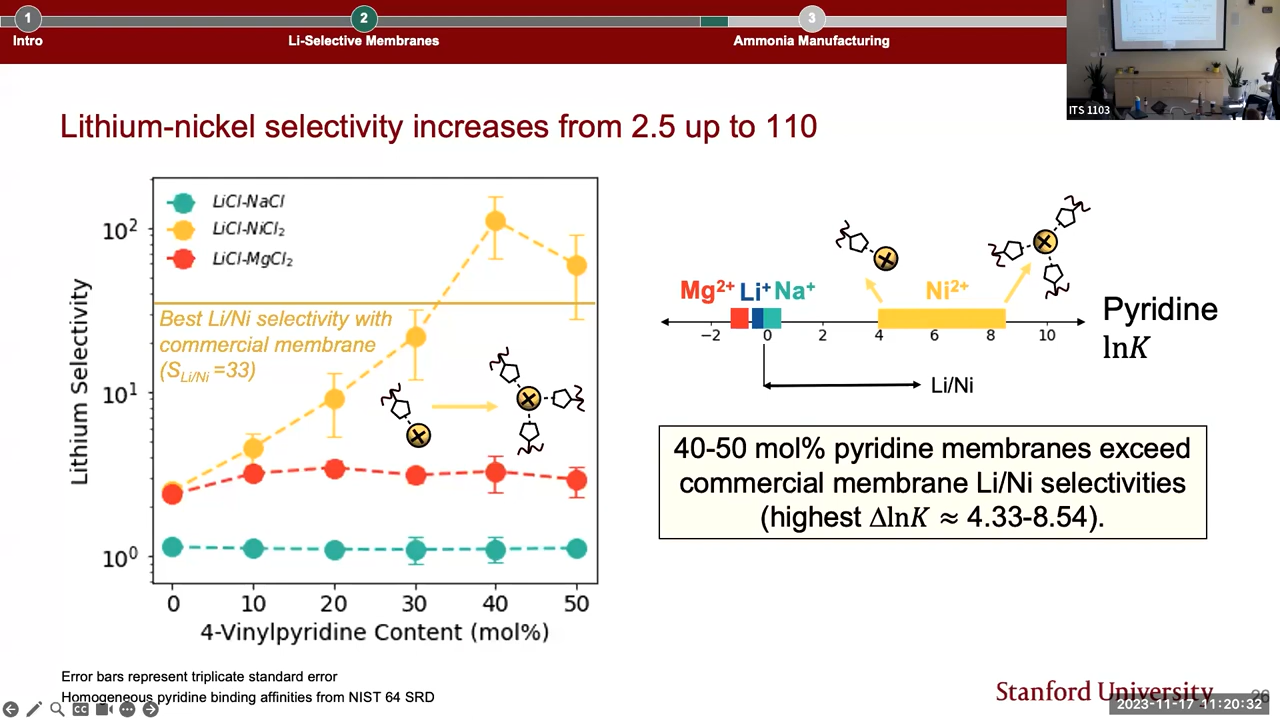 1
2
3
Intro
Li-Selective Membranes
Ammonia Manufacturing
ITS 1103
Lithium-nickel selectivity increases from 2.5 up to 110
LiCl-NaCl
LiCl-NiCl₂
LiCl-MgCl₂
10²
10¹
10⁰
Lithium Selectivity
Best Li/Ni selectivity with
commercial membrane
(S_Li/Ni =33)
0 10 20 30 40 50
4-Vinylpyridine Content (mol%)
Mg²⁺ Li⁺ Na⁺ Ni²⁺
−2 0 2 4 6 8 10
Pyridine
lnK
Li/Ni
40-50 mol% pyridine membranes exceed
commercial membrane Li/Ni selectivities
(highest ΔlnK ≈ 4.33-8.54).
Error bars represent triplicate standard error
Homogeneous pyridine binding affinities from NIST 64 SRD
CC
Stanford University
26
2023-11-17 11:20:32